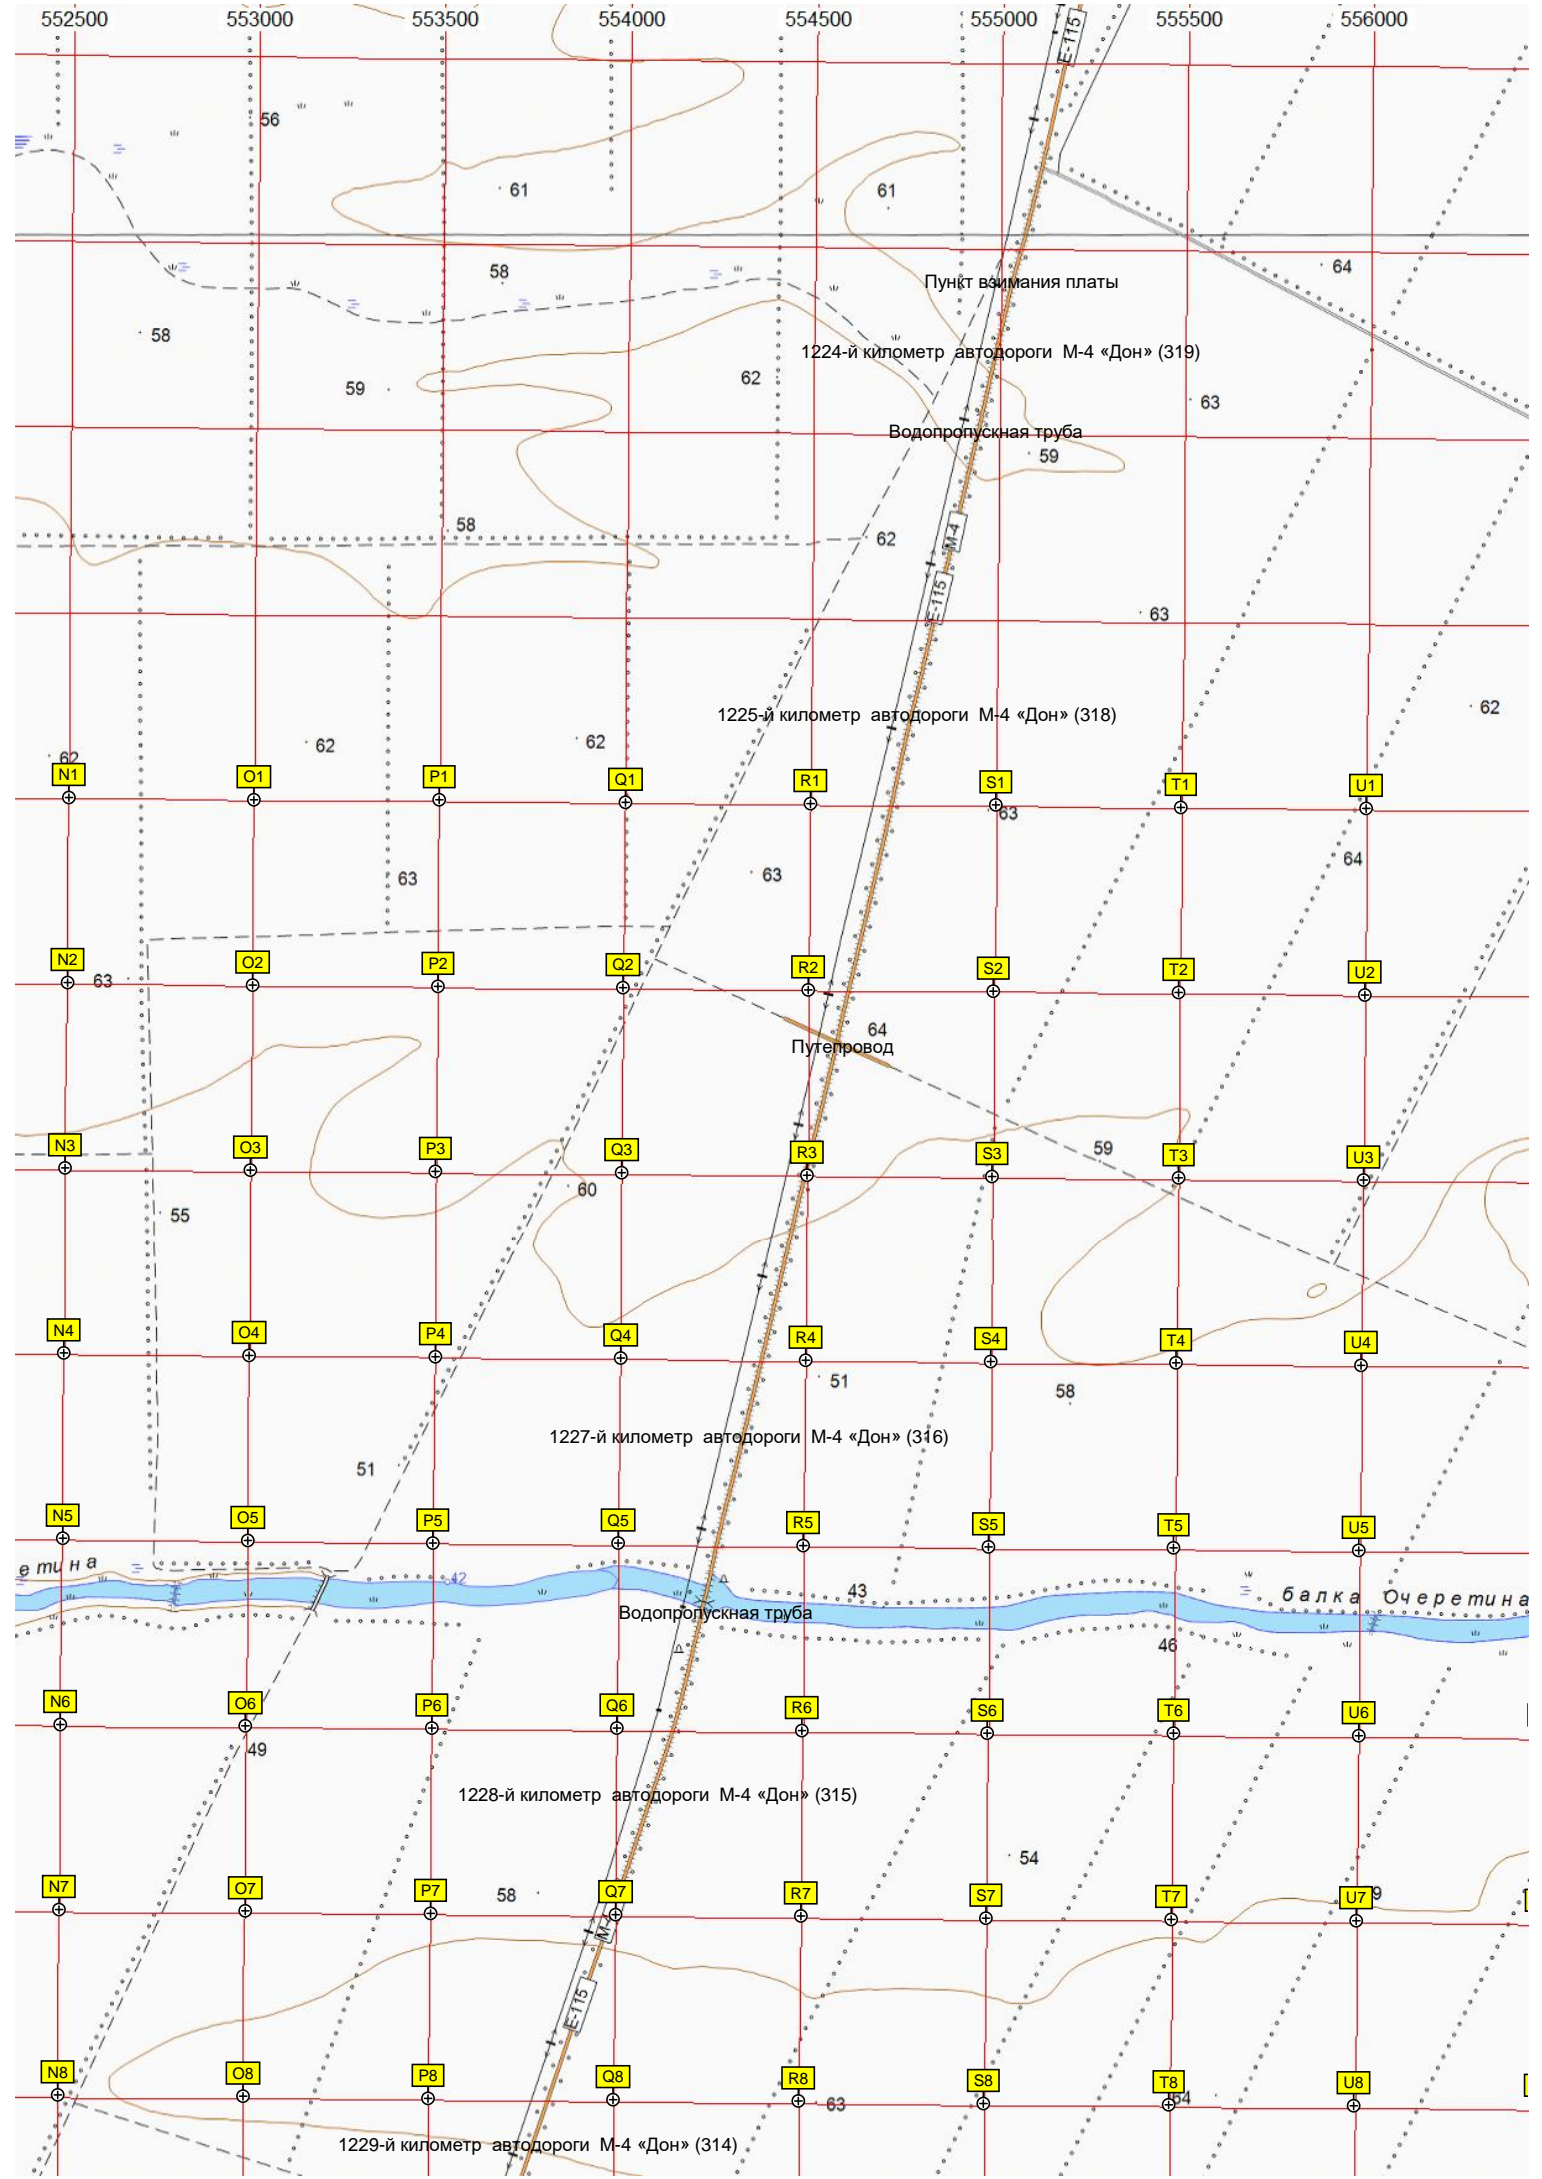 552500 553000 553500 554000 554500 555000 555500 556000
E-115
56
61 61
58 64
Пункт взимания платы
58
1224-й километр автодороги М-4 «Дон» (319)
59 62 63
Водопропускная труба
59
58
М-4 62
E-115
63
62
1225-й километр автодороги М-4 «Дон» (318)
62 62 62
N1 O1 P1 Q1 R1 S1 T1 U1
63
64
63 63
N2 O2 P2 Q2 R2 S2 T2 U2
63
64
Путепровод
N3 O3 P3 Q3 R3 S3 T3 U3
59
60
55
N4 O4 P4 Q4 R4 S4 T4 U4
51 58
1227-й километр автодороги М-4 «Дон» (316)
51
N5 O5 P5 Q5 R5 S5 T5 U5
етина
42 43 балка Очеретина
Водопропускная труба
46
N6 O6 P6 Q6 R6 S6 T6 U6
49
1228-й километр автодороги М-4 «Дон» (315)
54
N7 O7 P7 58 Q7 R7 S7 T7 U7 9
М-
E-115
N8 O8 P8 Q8 R8 S8 T8 U8
63 64
1229-й километр автодороги М-4 «Дон» (314)